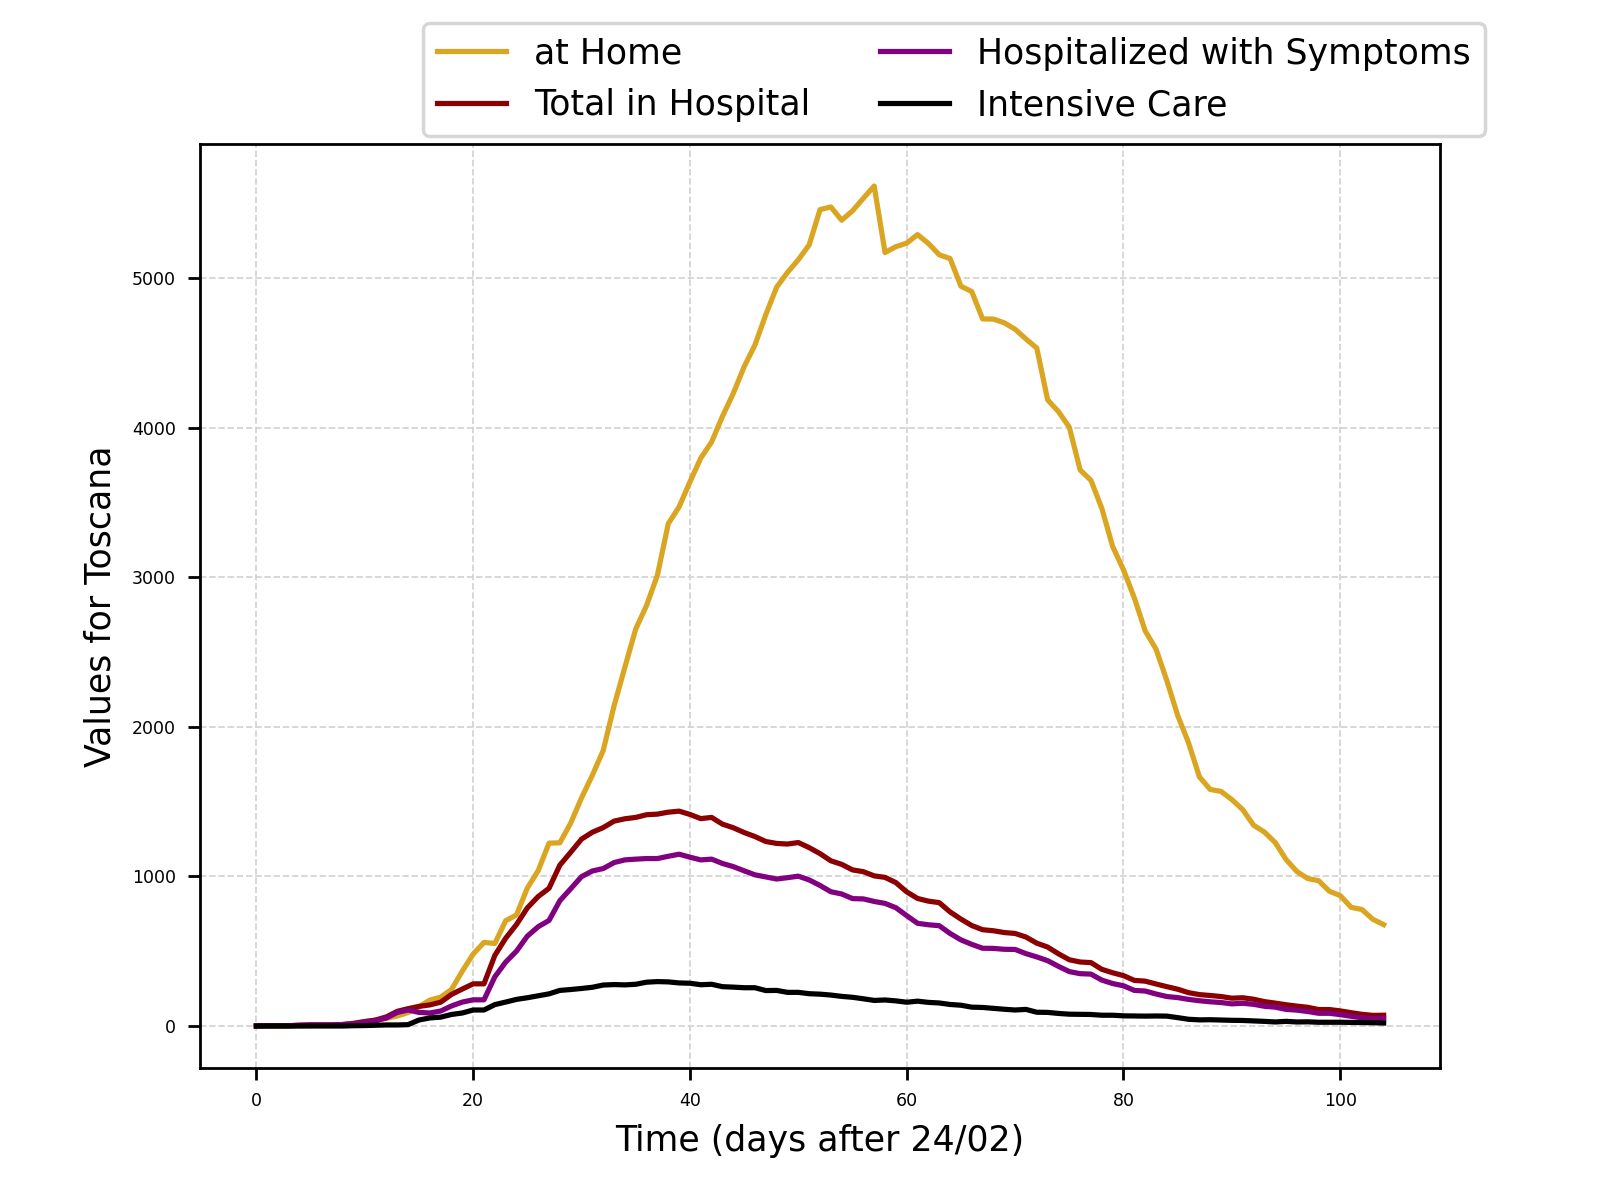 at Home
Total in Hospital
Hospitalized with Symptoms
Intensive Care
Values for Toscana
5000
4000
3000
2000
1000
0
0 20 40 60 80 100
Time (days after 24/02)